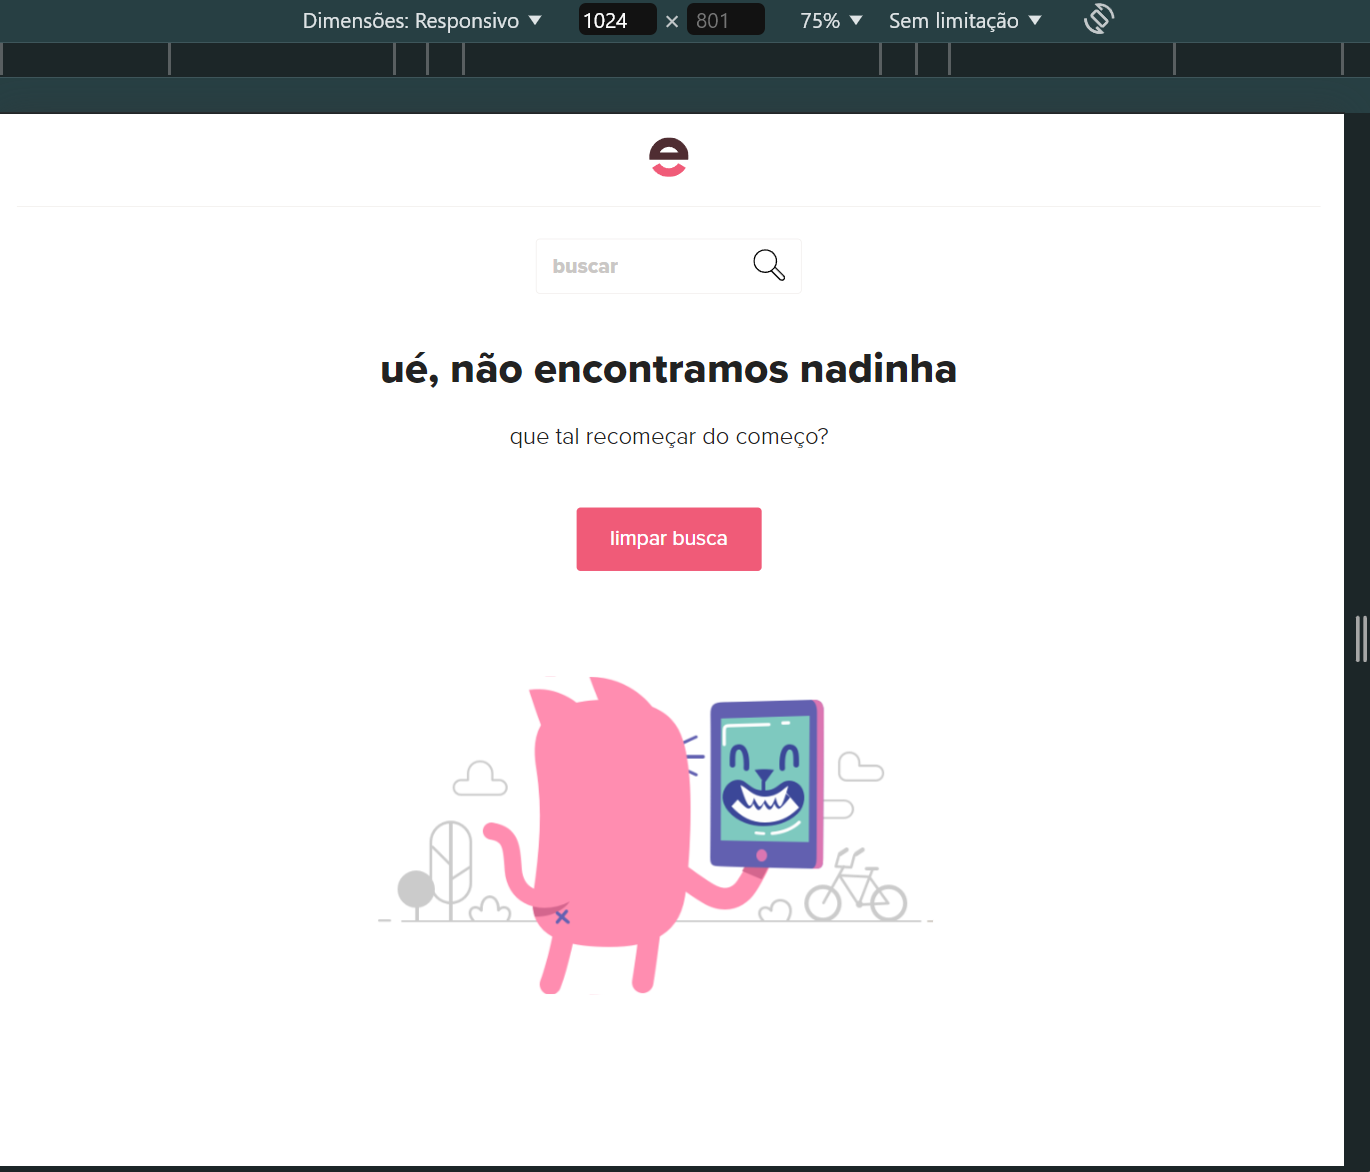 Dimensões: Responsivo 1024 × 801 75% Sem limitação
e
buscar
ué, não encontramos nadinha
que tal recomeçar do começo?
limpar busca